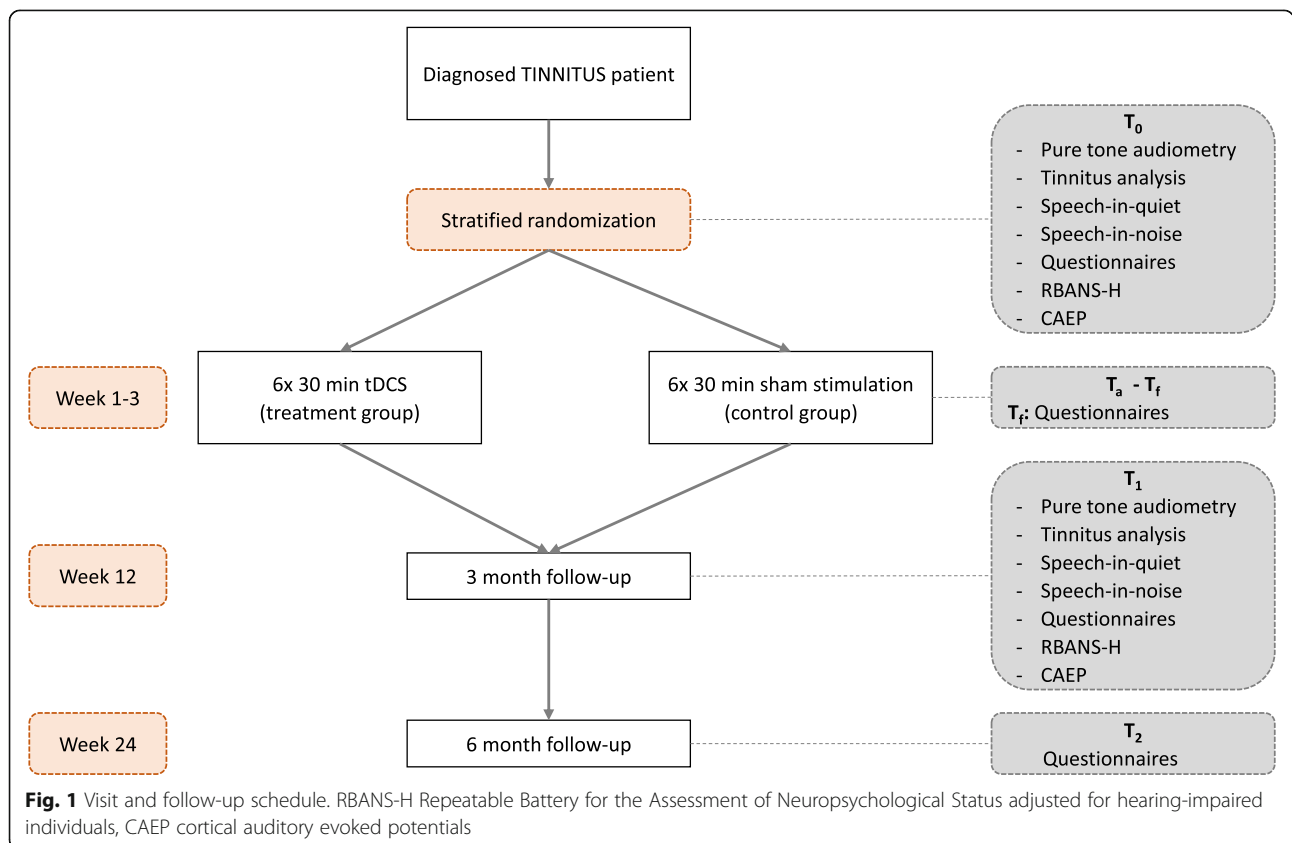 Diagnosed TINNITUS patient
Stratified randomization
T0
- Pure tone audiometry
- Tinnitus analysis
- Speech-in-quiet
- Speech-in-noise
- Questionnaires
- RBANS-H
- CAEP
Week 1-3
6x 30 min tDCS
(treatment group)
6x 30 min sham stimulation
(control group)
Ta - Tf
Tf: Questionnaires
Week 12
3 month follow-up
T1
- Pure tone audiometry
- Tinnitus analysis
- Speech-in-quiet
- Speech-in-noise
- Questionnaires
- RBANS-H
- CAEP
Week 24
6 month follow-up
T2
Questionnaires
Fig. 1 Visit and follow-up schedule. RBANS-H Repeatable Battery for the Assessment of Neuropsychological Status adjusted for hearing-impaired
individuals, CAEP cortical auditory evoked potentials